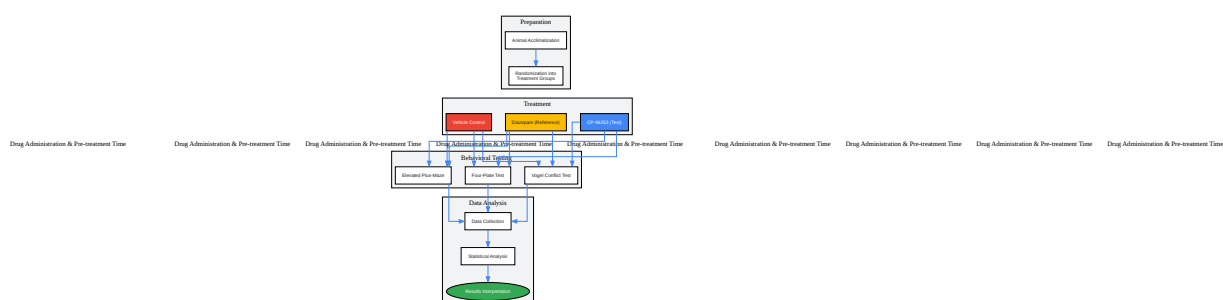 Preparation
Animal Acclimatization
Randomization into
Treatment Groups
Treatment
Vehicle Control
Diazepam (Reference)
CP-94253 (Test)
Drug Administration & Pre-treatment Time
Drug Administration & Pre-treatment Time
Drug Administration & Pre-treatment Time
Drug Administration & Pre-treatment Time
Drug Administration & Pre-treatment Time
Drug Administration & Pre-treatment Time
Drug Administration & Pre-treatment Time
Drug Administration & Pre-treatment Time
Drug Administration & Pre-treatment Time
Behavioral Testing
Elevated Plus-Maze
Four-Plate Test
Vogel Conflict Test
Data Analysis
Data Collection
Statistical Analysis
Results Interpretation